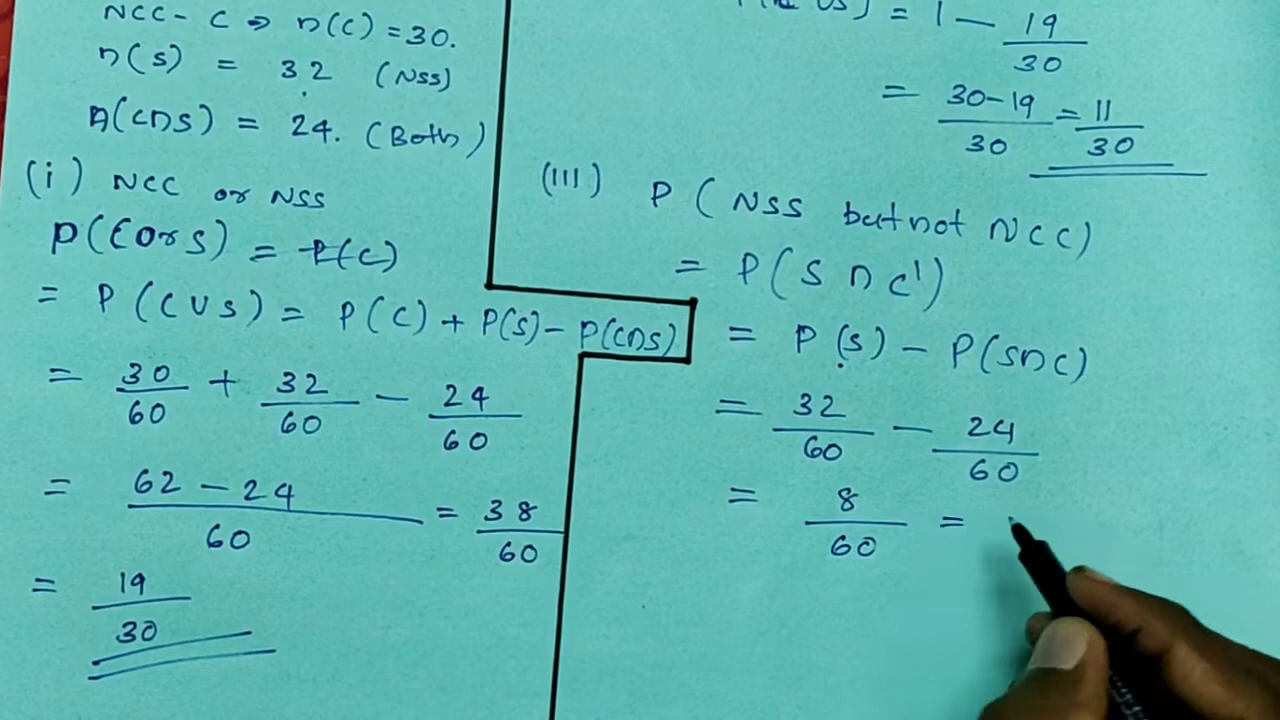 NCC - C ⇒ n(C) = 30.
n(S) = 32 (NSS)
n(C∩S) = 24. (Both)
(i) NCC or NSS
P(C or S) = P(C)
= P(C∪S) = P(C) + P(S) - P(C∩S)
= 30/60 + 32/60 - 24/60
= 62 - 24/60 = 38/60
= 19/30
= 1 - 19/30
= 30-19/30 = 11/30
(III) P(NSS but not NCC)
= P(S∩C')
= P(S) - P(S∩C)
= 32/60 - 24/60
= 8/60 =